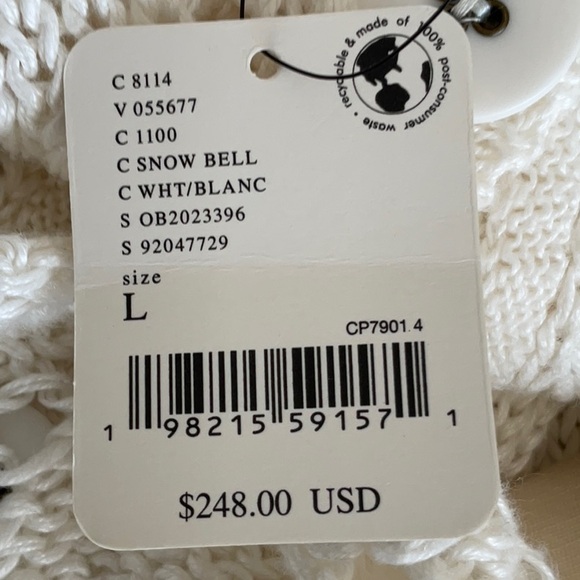 recyclable & made of 100% post-consumer waste •
C 8114
V 055677
C 1100
C SNOW BELL
C WHT/BLANC
S OB2023396
S 92047729
size
L
CP7901.4
1 98215 59157 1
$248.00 USD